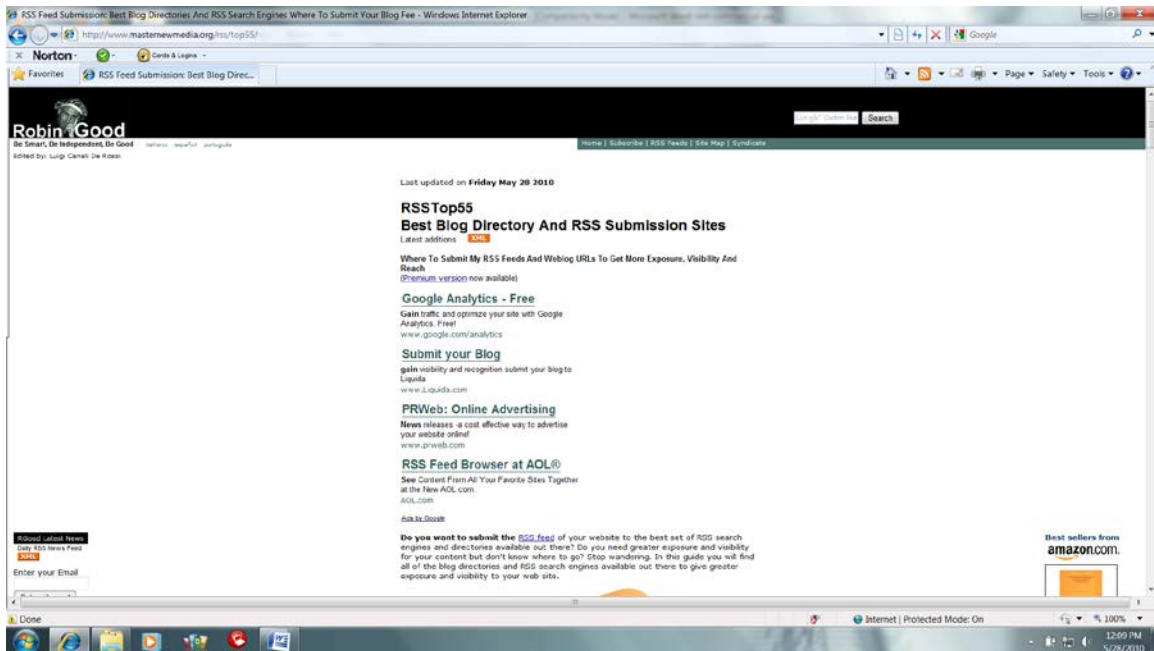 RSS Feed Submission: Best Blog Directories And RSS Search Engines Where To Submit Your Blog Fee - Windows Internet Explorer
http://www.masternewmedia.org/rss/top55/
Google
Norton
Cards & Logins
Favorites
RSS Feed Submission: Best Blog Direc...
Page
Safety
Tools
Robin Good
Search
Be Smart, Be Independent, Be Good
italiano español português
Home | Subscribe | RSS Feeds | Site Map | Syndicate
Edited by: Luigi Canali De Rossi
Last updated on Friday May 28 2010
RSSTop55
Best Blog Directory And RSS Submission Sites
Latest additions XML
Where To Submit My RSS Feeds And Weblog URLs To Get More Exposure, Visibility And
Reach
(Premium version now available)
Google Analytics - Free
Gain traffic and optimize your site with Google
Analytics. Free!
www.google.com/analytics
Submit your Blog
gain visibility and recognition submit your blog to
Liquida
www.Liquida.com
PRWeb: Online Advertising
News releases -a cost effective way to advertise
your website online!
www.prweb.com
RSS Feed Browser at AOL®
See Content From All Your Favorite Sites Together
at the New AOL.com.
AOL.com
Ads by Google
Do you want to submit the RSS feed of your website to the best set of RSS search
engines and directories available out there? Do you need greater exposure and visibility
for your content but don't know where to go? Stop wandering. In this guide you will find
all of the blog directories and RSS search engines available out there to give greater
exposure and visibility to your web site.
RGood Latest News
Daily RSS News Feed
XML
Enter your Email
Best sellers from
amazon.com.
Done
Internet | Protected Mode: On
100%
12:09 PM
5/28/2010